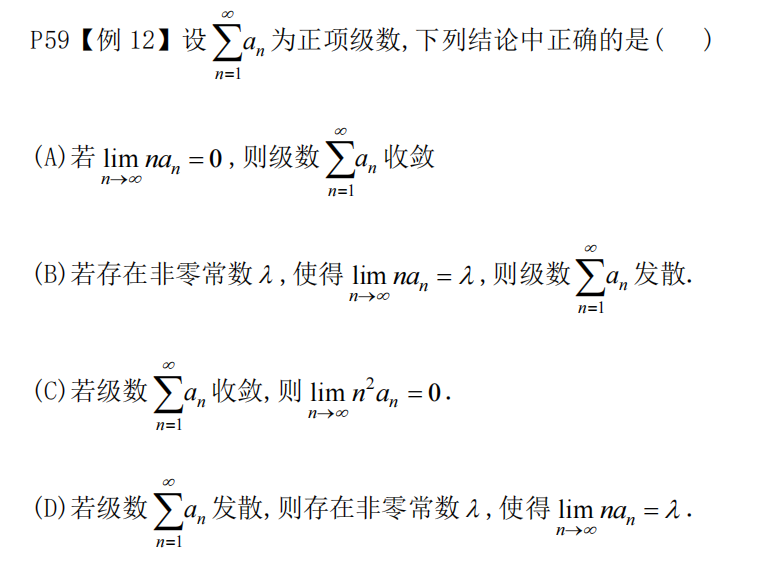 P59【例 12】设 $\sum_{n=1}^{\infty} a_n$ 为正项级数,下列结论中正确的是(　)
(A)若 $\lim_{n\to\infty} na_n = 0$,则级数 $\sum_{n=1}^{\infty} a_n$ 收敛
(B)若存在非零常数 $\lambda$,使得 $\lim_{n\to\infty} na_n = \lambda$,则级数 $\sum_{n=1}^{\infty} a_n$ 发散.
(C)若级数 $\sum_{n=1}^{\infty} a_n$ 收敛,则 $\lim_{n\to\infty} n^2 a_n = 0$.
(D)若级数 $\sum_{n=1}^{\infty} a_n$ 发散,则存在非零常数 $\lambda$,使得 $\lim_{n\to\infty} na_n = \lambda$.